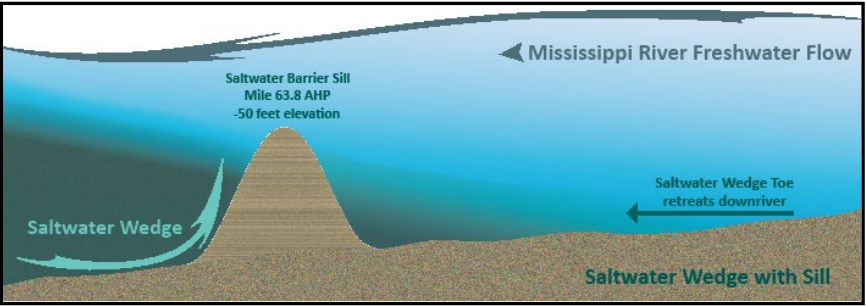 Mississippi River Freshwater Flow
Saltwater Barrier Sill
Mile 63.8 AHP
-50 feet elevation
Saltwater Wedge Toe
retreats downriver
Saltwater Wedge
Saltwater Wedge with Sill